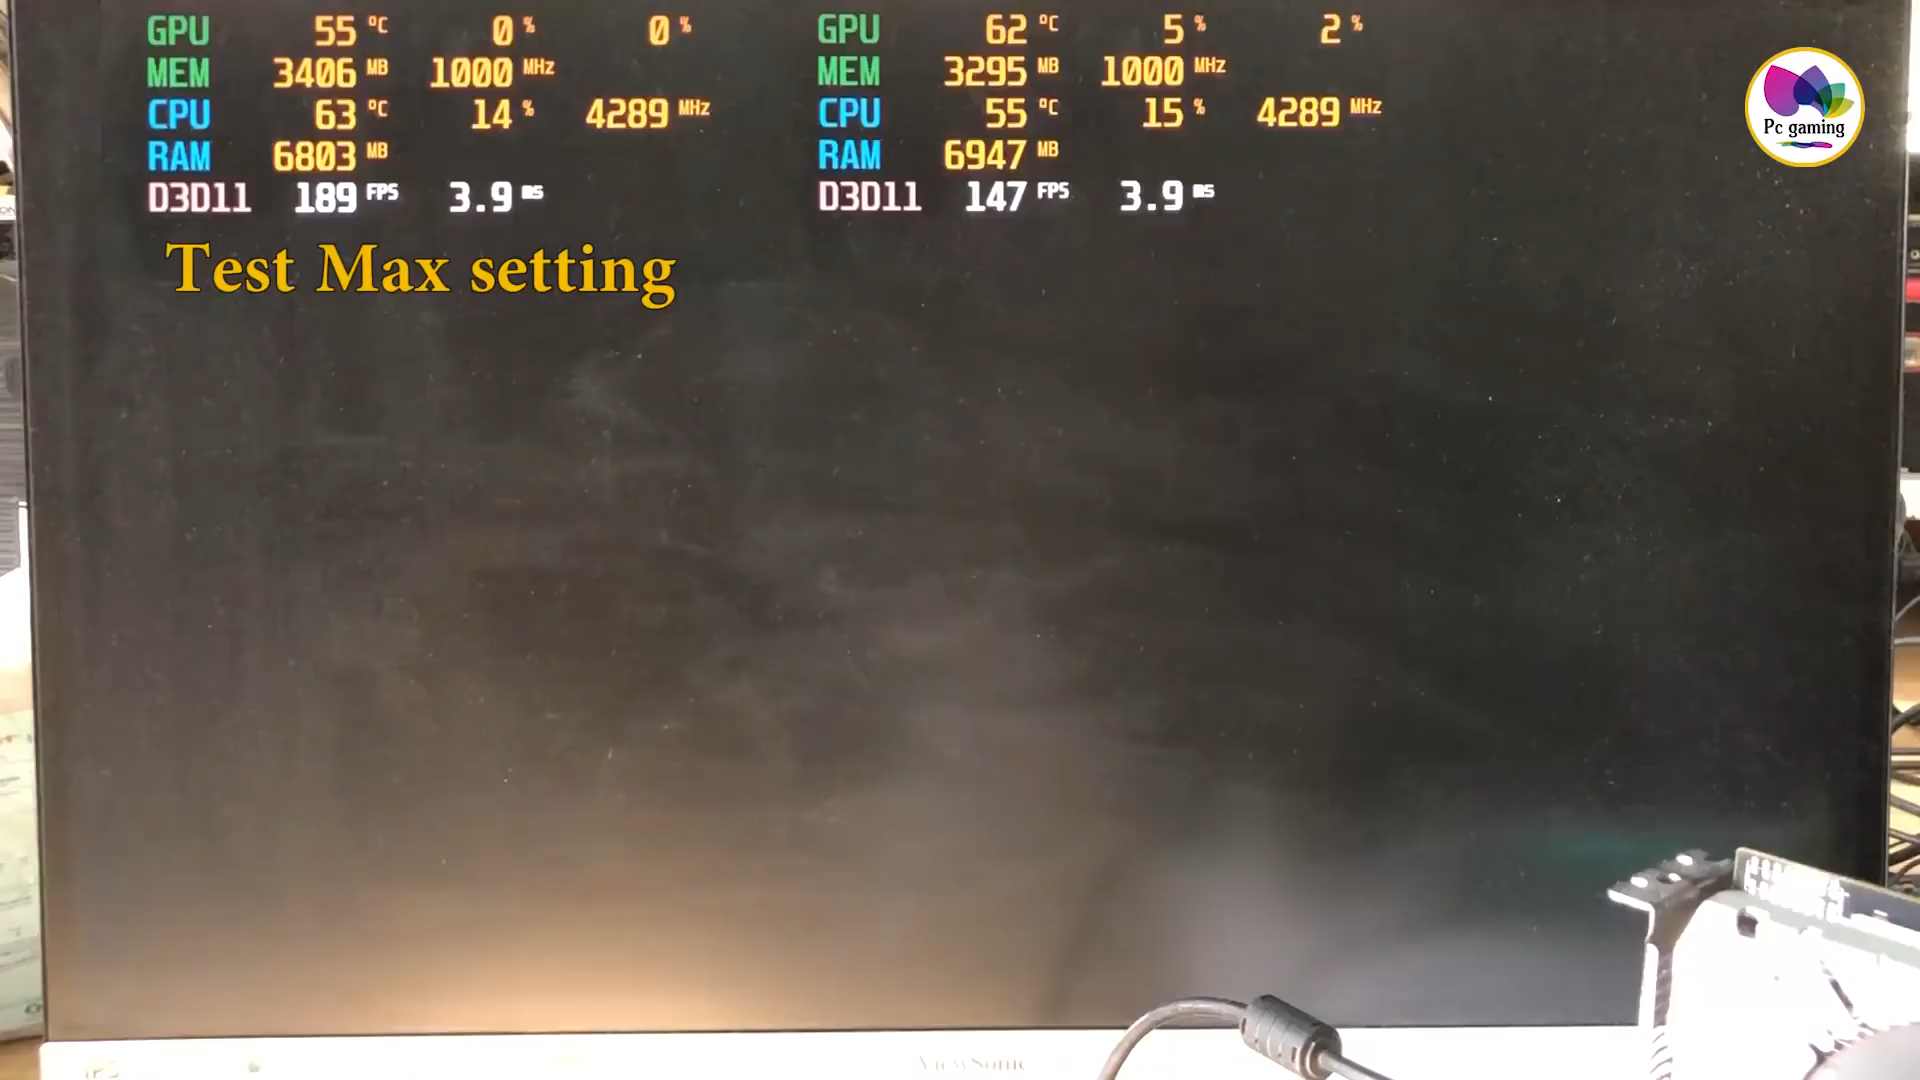 GPU 55 °C 0 % 0 %
MEM 3406 MB 1000 MHz
CPU 63 °C 14 % 4289 MHz
RAM 6803 MB
D3D11 189 FPS 3.9 ms
GPU 62 °C 5 % 2 %
MEM 3295 MB 1000 MHz
CPU 55 °C 15 % 4289 MHz
RAM 6947 MB
D3D11 147 FPS 3.9 ms
Test Max setting
Pc gaming
ViewSonic